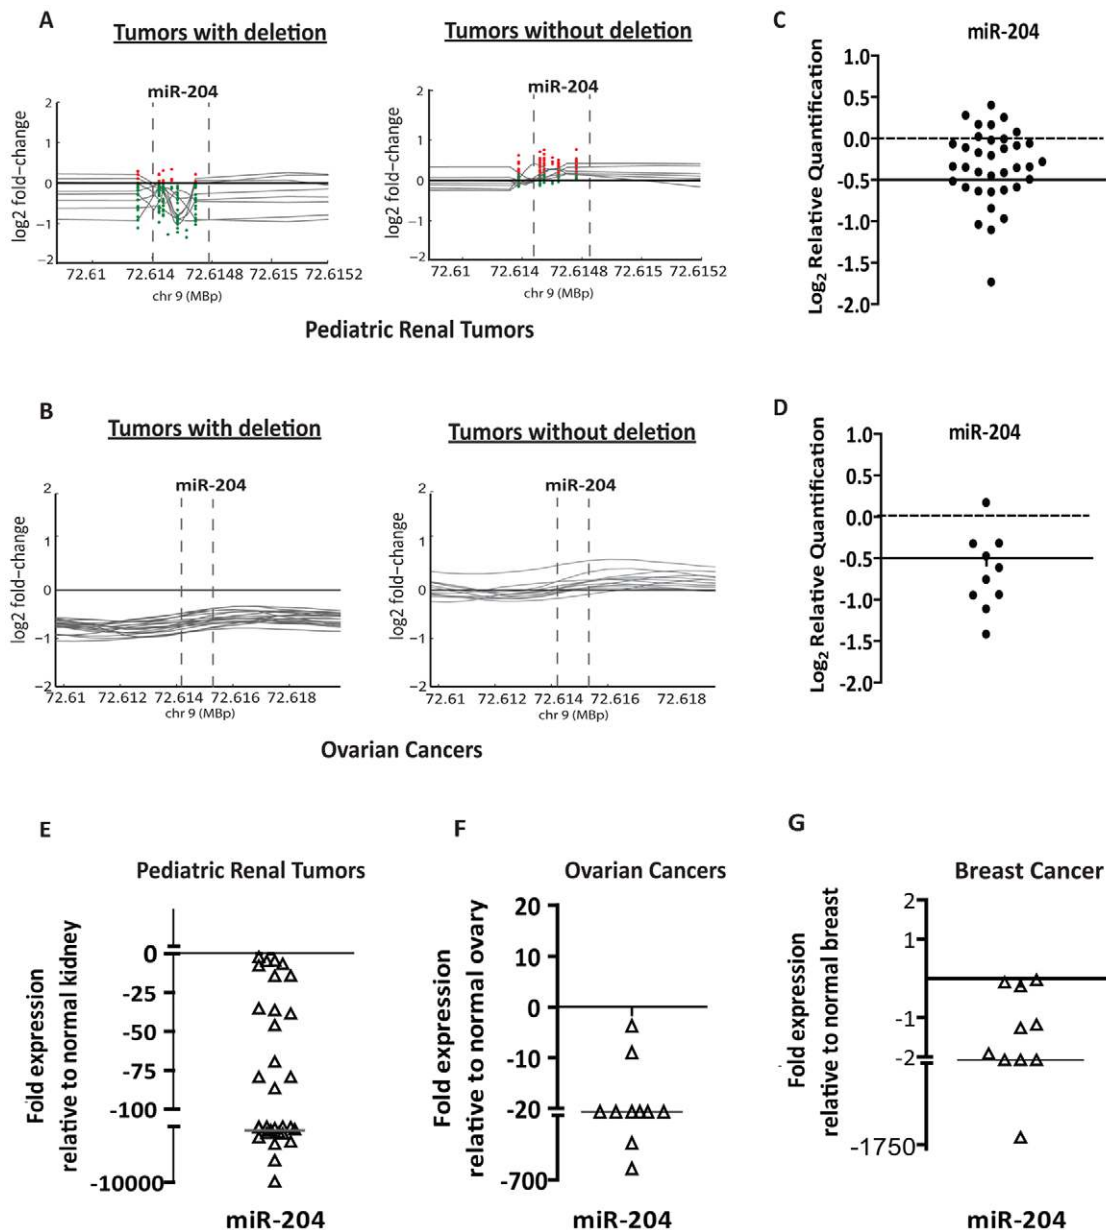 A
Tumors with deletion
Tumors without deletion
miR-204
miR-204
log2 fold-change
2
1
0
-1
-2
72.61 72.614 72.6148 72.615 72.6152
chr 9 (MBp)
log2 fold-change
2
1
0
-1
-2
72.61 72.614 72.6148 72.615 72.6152
chr 9 (MBp)
Pediatric Renal Tumors
C
miR-204
Log2 Relative Quantification
1.0
0.5
0.0
-0.5
-1.0
-1.5
-2.0
B
Tumors with deletion
Tumors without deletion
miR-204
miR-204
log2 fold-change
2
1
0
-1
-2
72.61 72.612 72.614 72.616 72.618
chr 9 (MBp)
log2 fold-change
2
1
0
-1
-2
72.61 72.612 72.614 72.616 72.618
chr 9 (MBp)
Ovarian Cancers
D
miR-204
Log2 Relative Quantification
1.0
0.5
0.0
-0.5
-1.0
-1.5
-2.0
E
Pediatric Renal Tumors
Fold expression
relative to normal kidney
0
-25
-50
-75
-100
-10000
miR-204
F
Ovarian Cancers
Fold expression
relative to normal ovary
20
10
0
-10
-20
-700
miR-204
G
Breast Cancer
Fold expression
relative to normal breast
2
1
-1
-2
-1750
miR-204